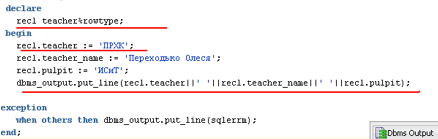 declare
recl teacher%rowtype;
begin
recl.teacher := 'ПРХК';
recl.teacher_name := 'Переходько Олеся';
recl.pulpit := 'ИСиТ';
dbms_output.put_line(recl.teacher||' '||recl.teacher_name||' '||recl.pulpit);
exception
when others then dbms_output.put_line(sqlerrm);
end;
Dbms Output